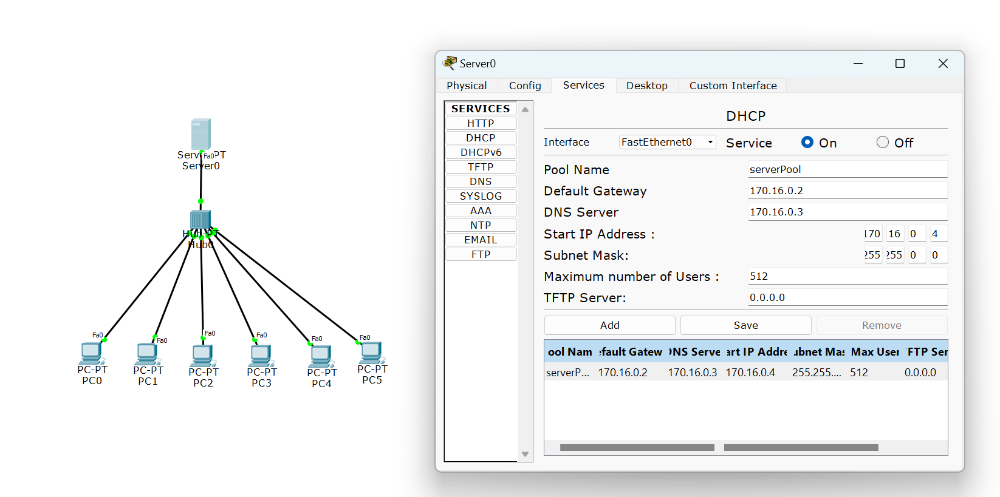 Server0
Physical
Config
Services
Desktop
Custom Interface
SERVICES
HTTP
DHCP
DHCPv6
TFTP
DNS
SYSLOG
AAA
NTP
EMAIL
FTP
DHCP
Interface
FastEthernet0
Service
On
Off
Pool Name
serverPool
Default Gateway
170.16.0.2
DNS Server
170.16.0.3
Start IP Address :
170 16 0 4
Subnet Mask:
255 255 0 0
Maximum number of Users :
512
TFTP Server:
0.0.0.0
Add
Save
Remove
ool Nam efault Gatew DNS Serve art IP Addre ubnet Mas Max User FTP Ser
serverP... 170.16.0.2 170.16.0.3 170.16.0.4 255.255.... 512 0.0.0.0
Fa0
Server0
Hub-PT
Hub0
Fa0
Fa0
Fa0
Fa0
Fa0
Fa0
PC-PT
PC0
PC-PT
PC1
PC-PT
PC2
PC-PT
PC3
PC-PT
PC4
PC-PT
PC5